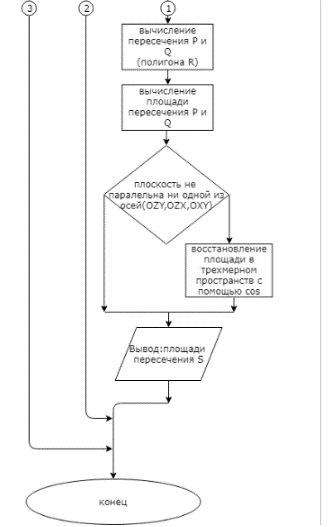 3
2
1
вычисление
пересечения P и
Q
(полигона R)
вычисление
площади
пересечения P и
Q
плоскость не
паралельна ни одной из
осей(OZY,OZX,OXY)
восстановление
площади в
трехмерном
пространств с
помощью cos
Вывод:площади
пересечения S
конец